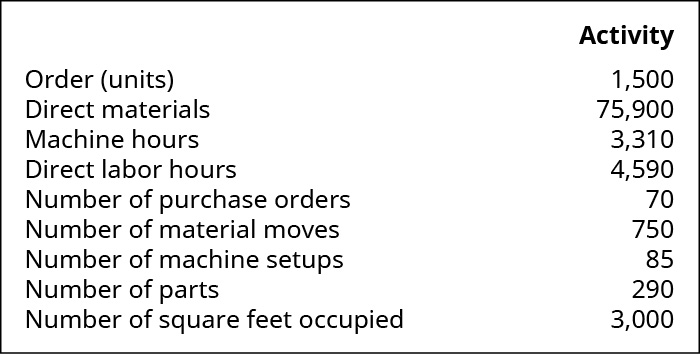 Activity
Order (units) 1,500
Direct materials 75,900
Machine hours 3,310
Direct labor hours 4,590
Number of purchase orders 70
Number of material moves 750
Number of machine setups 85
Number of parts 290
Number of square feet occupied 3,000